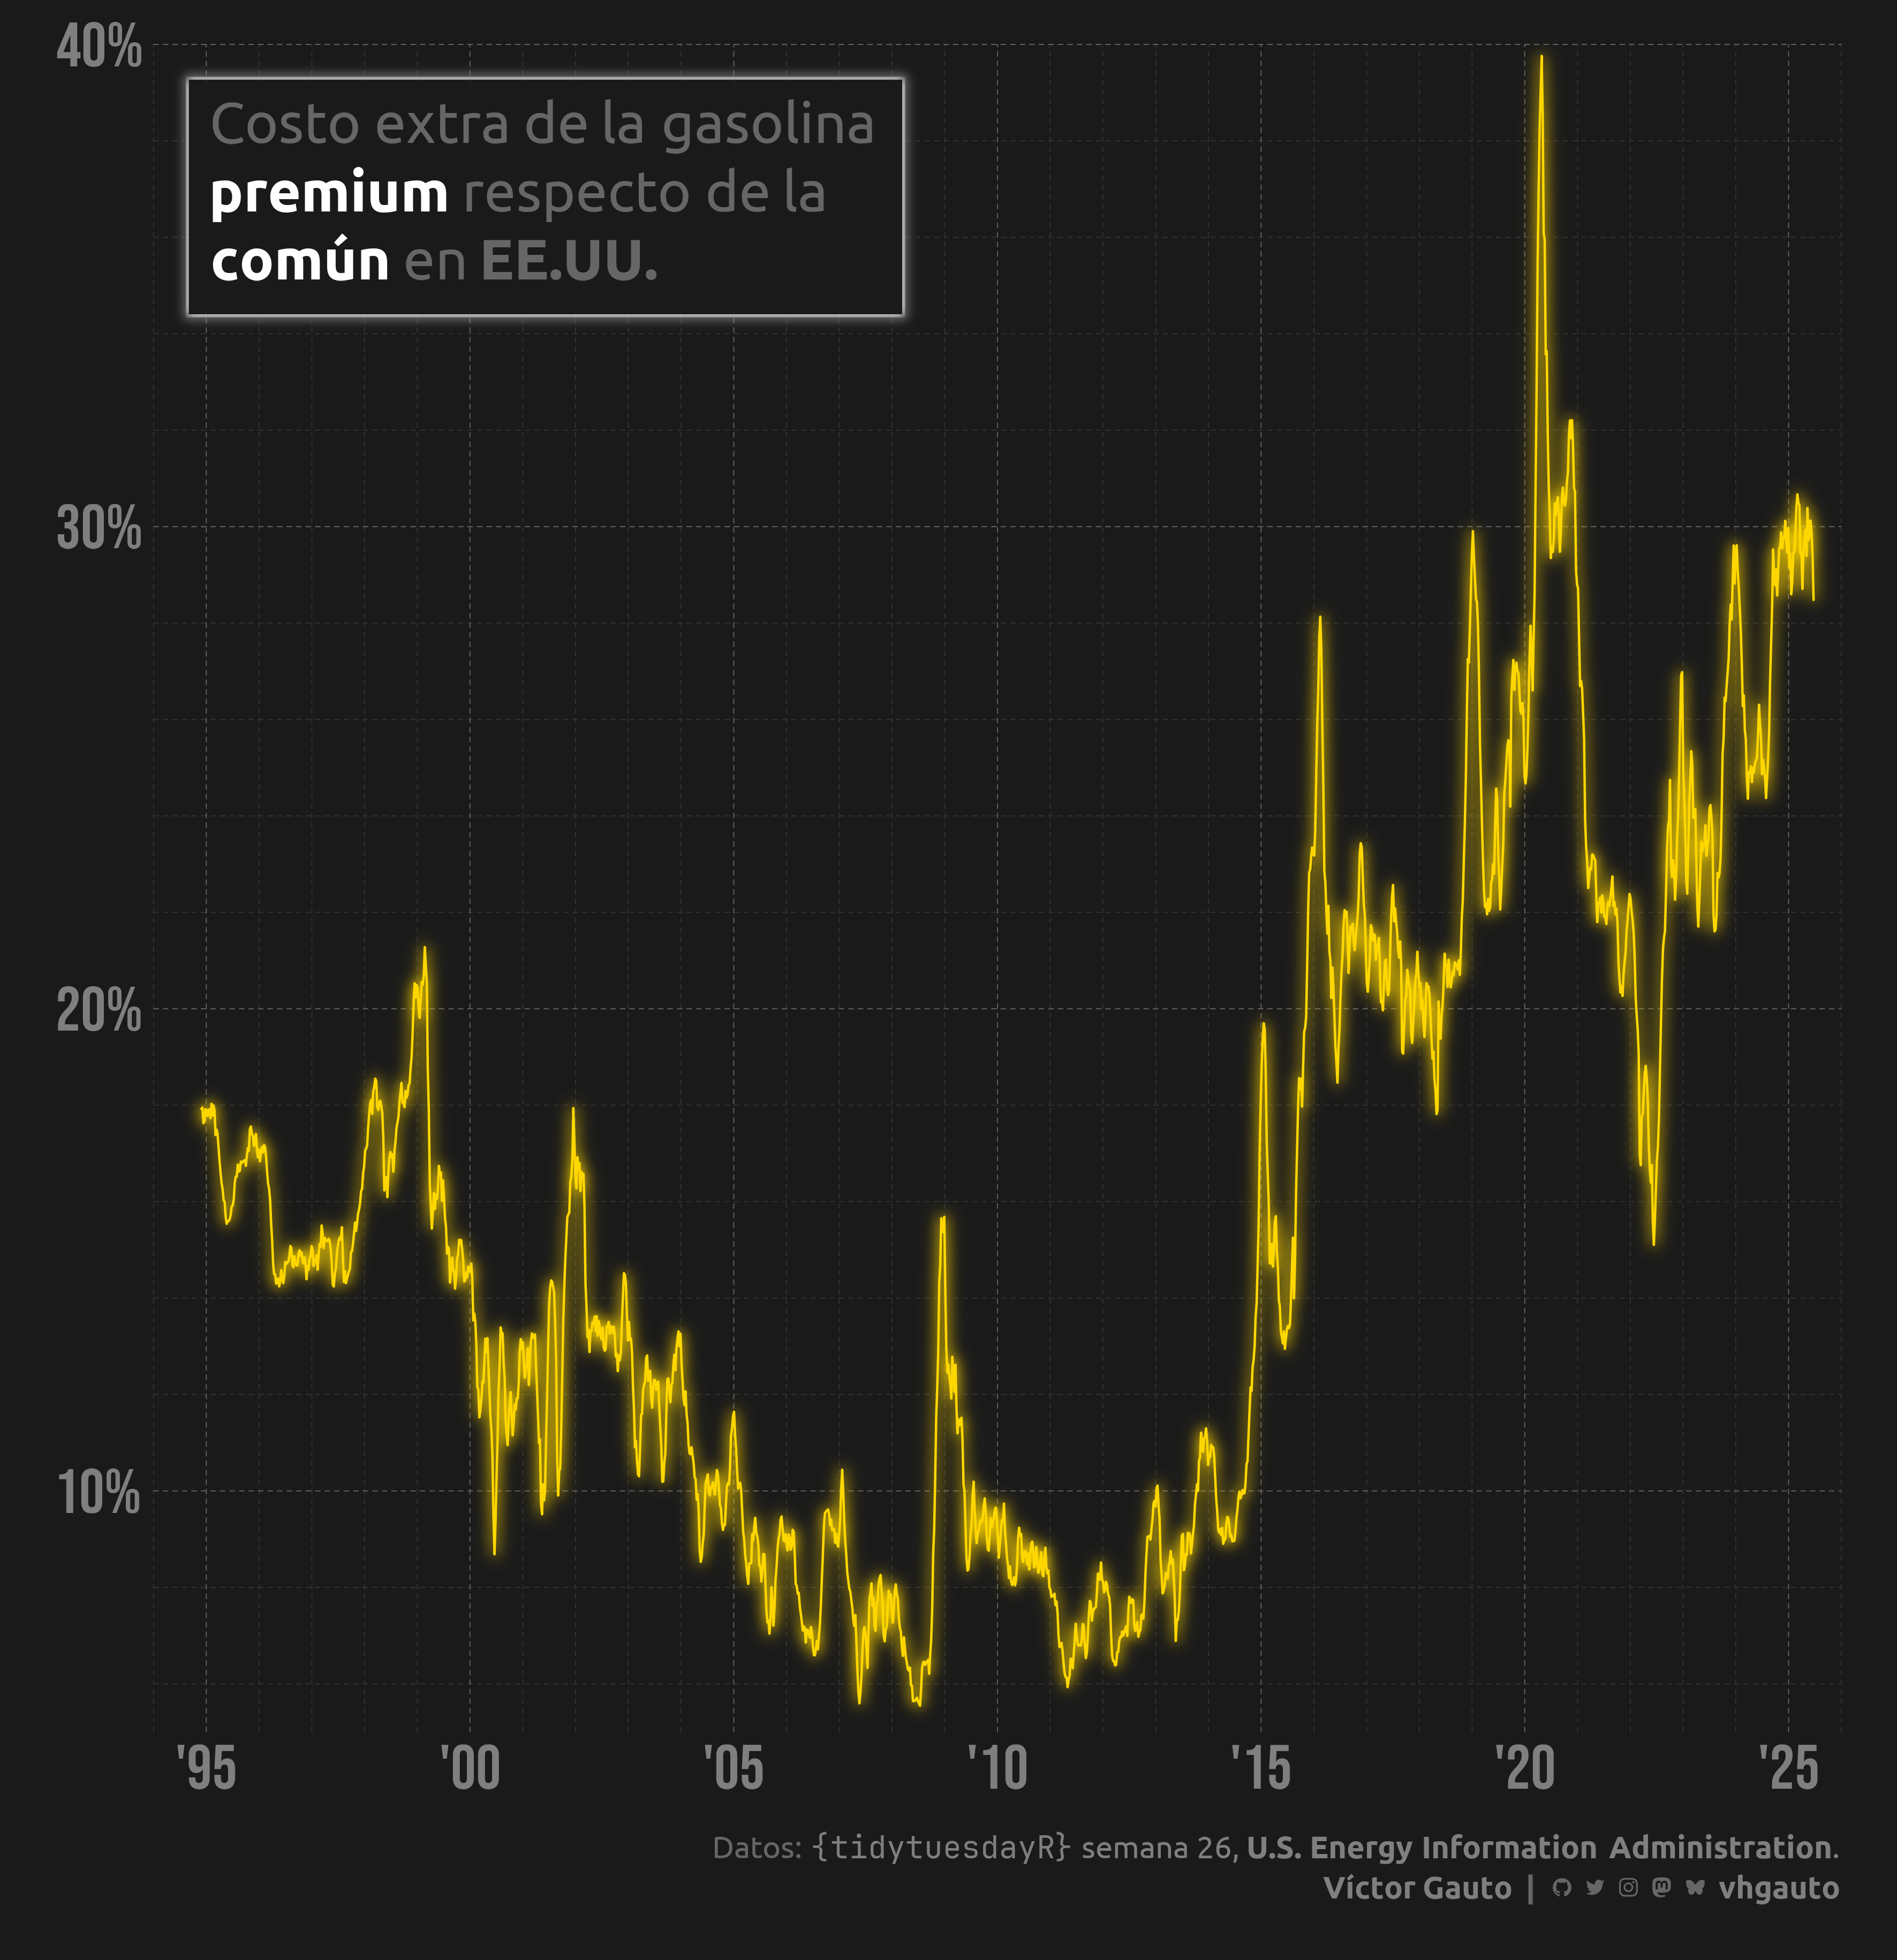 40%
Costo extra de la gasolina
premium respecto de la
común en EE.UU.
30%
20%
10%
'95 '00 '05 '10 '15 '20 '25
Datos: {tidytuesdayR} semana 26, U.S. Energy Information Administration.
Víctor Gauto | vhgauto